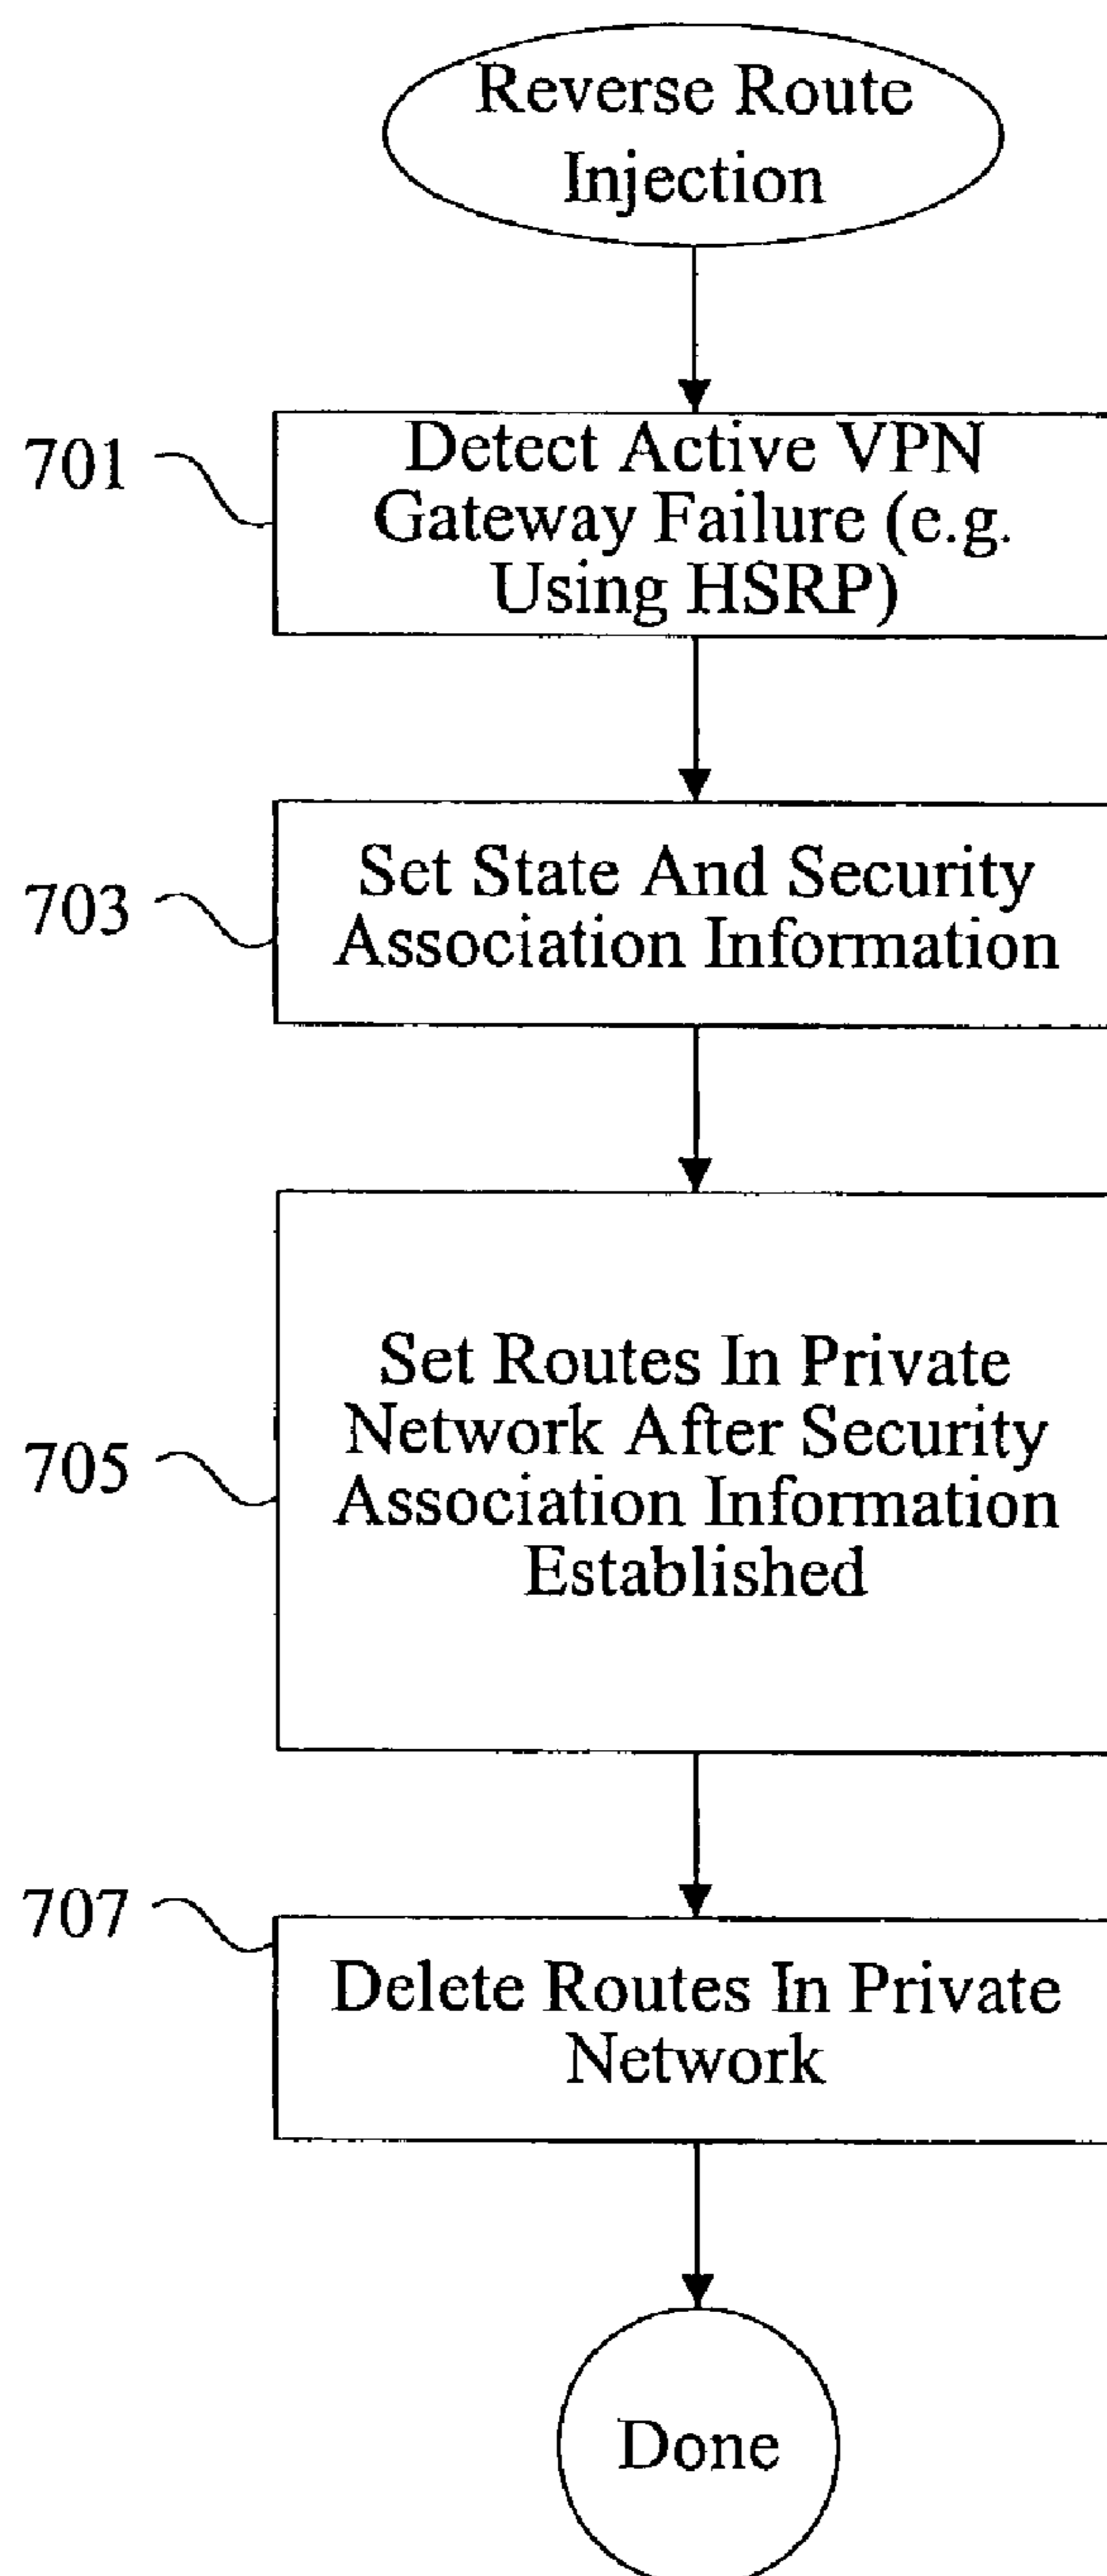 Reverse Route
Injection
701
Detect Active VPN
Gateway Failure (e.g.
Using HSRP)
703
Set State And Security
Association Information
705
Set Routes In Private
Network After Security
Association Information
Established
707
Delete Routes In Private
Network
Done